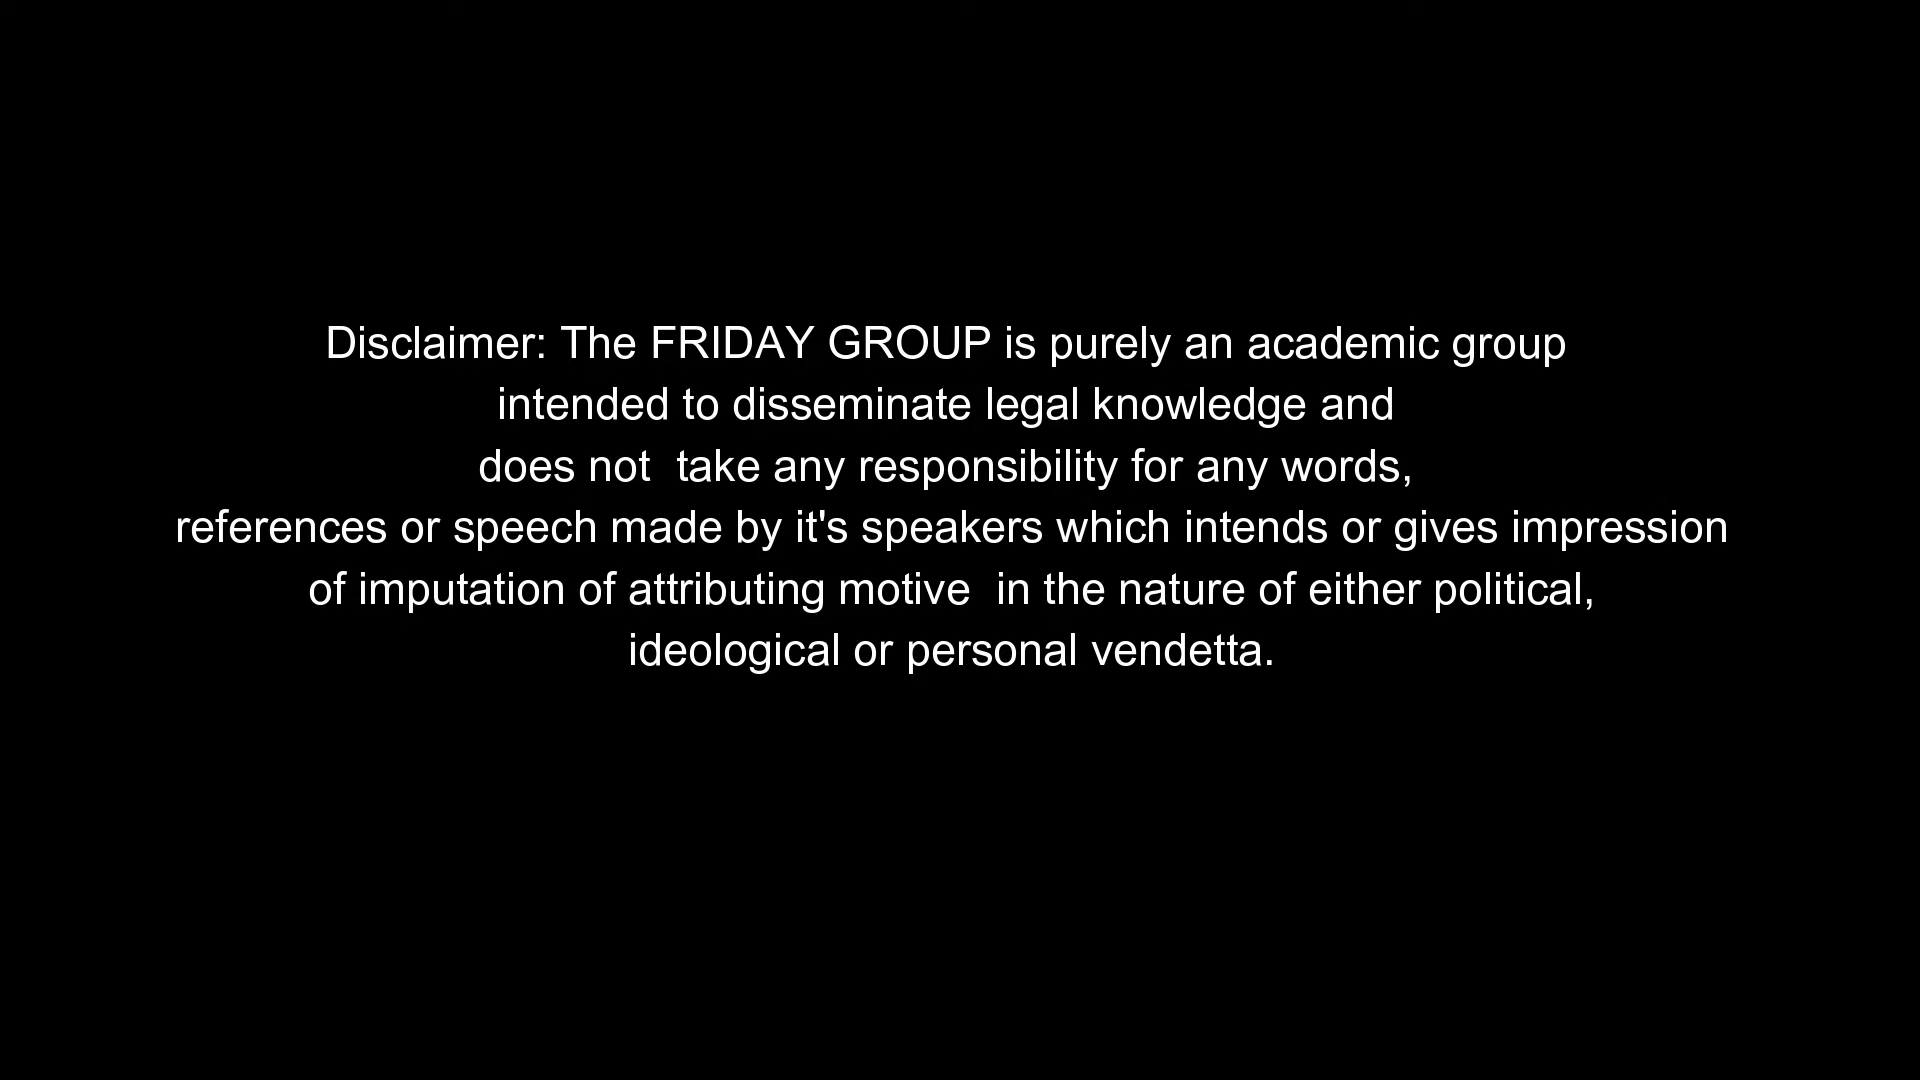 Disclaimer: The FRIDAY GROUP is purely an academic group
intended to disseminate legal knowledge and
does not  take any responsibility for any words,
references or speech made by it's speakers which intends or gives impression
of imputation of attributing motive  in the nature of either political,
ideological or personal vendetta.